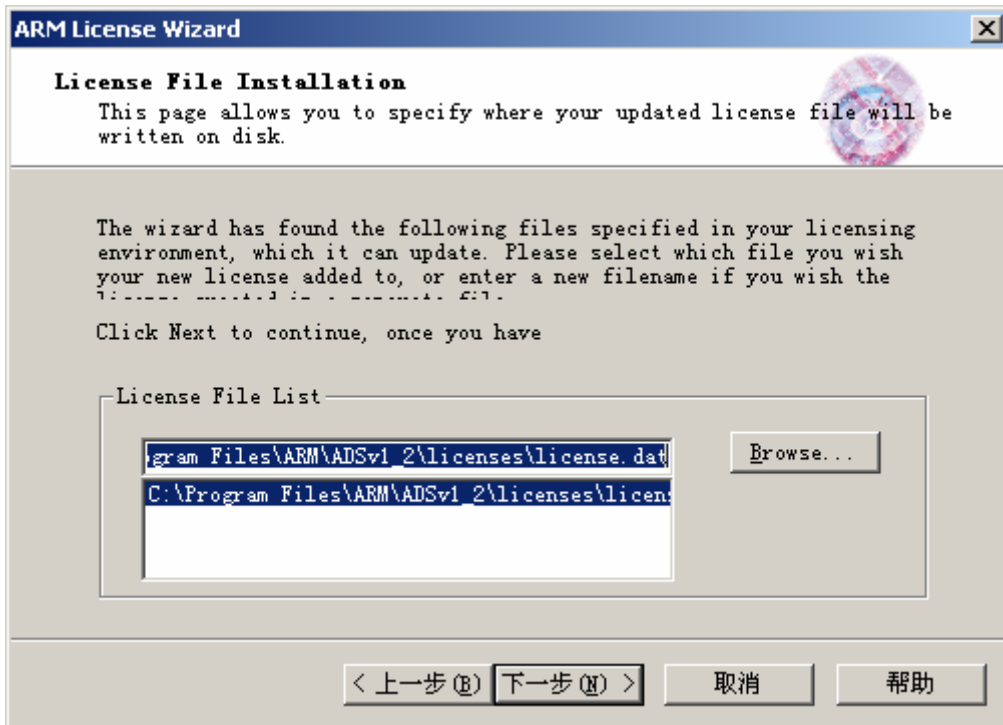 ARM License Wizard
License File Installation
This page allows you to specify where your updated license file will be
written on disk.
The wizard has found the following files specified in your licensing
environment, which it can update. Please select which file you wish
your new license added to, or enter a new filename if you wish the
Click Next to continue, once you have
License File List
gram Files\ARM\ADSv1_2\licenses\license.dat
Browse...
C:\Program Files\ARM\ADSv1_2\licenses\licens
< 上一步(B) 下一步(N) > 取消 帮助